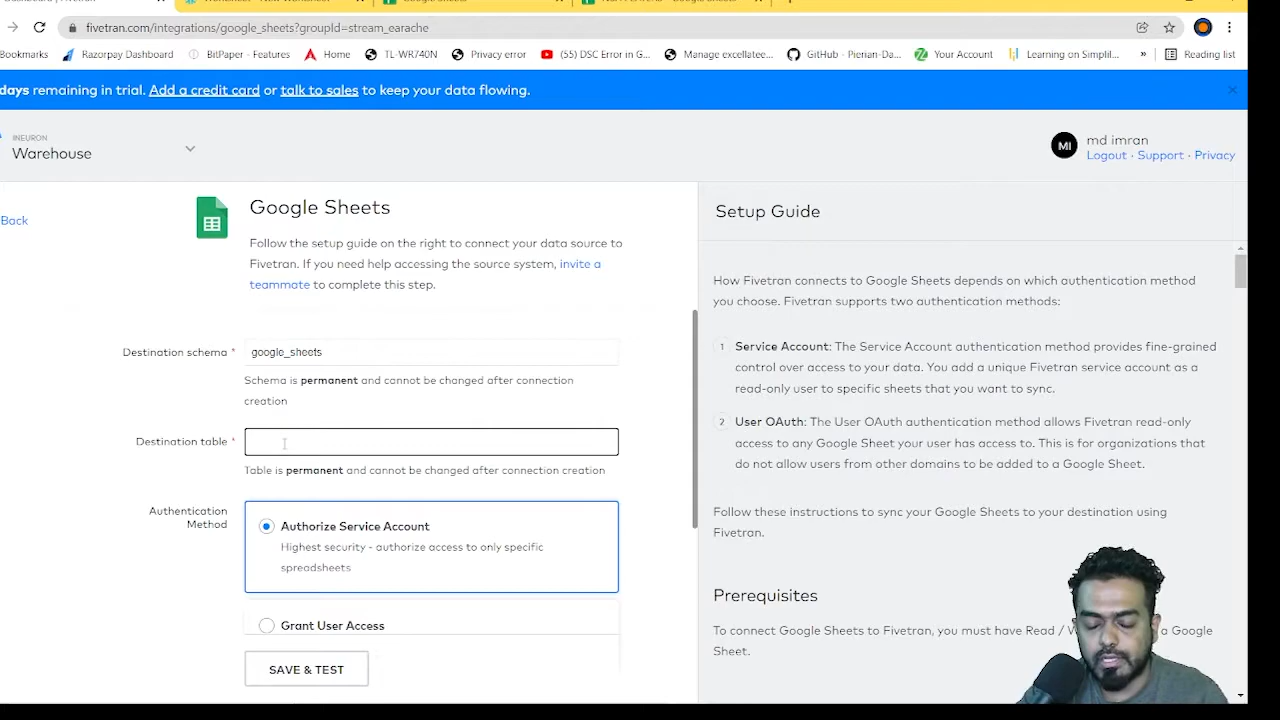 fivetran.com/integrations/google_sheets?groupId=stream_earache
Bookmarks Razorpay Dashboard BitPaper - Features Home TL-WR740N Privacy error (55) DSC Error in G... Manage excellatee... GitHub - Pierian-Da... Your Account Learning on Simplil... » Reading list
days remaining in trial. Add a credit card or talk to sales to keep your data flowing.
INEURON
Warehouse
MI
md imran
Logout · Support · Privacy
Back
Google Sheets
Follow the setup guide on the right to connect your data source to
Fivetran. If you need help accessing the source system, invite a
teammate to complete this step.
Destination schema *
google_sheets
Schema is permanent and cannot be changed after connection
creation
Destination table *
Table is permanent and cannot be changed after connection creation
Authentication
Method
Authorize Service Account
Highest security - authorize access to only specific
spreadsheets
Grant User Access
SAVE & TEST
Setup Guide
How Fivetran connects to Google Sheets depends on which authentication method
you choose. Fivetran supports two authentication methods:
1 Service Account: The Service Account authentication method provides fine-grained
control over access to your data. You add a unique Fivetran service account as a
read-only user to specific sheets that you want to sync.
2 User OAuth: The User OAuth authentication method allows Fivetran read-only
access to any Google Sheet your user has access to. This is for organizations that
do not allow users from other domains to be added to a Google Sheet.
Follow these instructions to sync your Google Sheets to your destination using
Fivetran.
Prerequisites
To connect Google Sheets to Fivetran, you must have Read / a Google
Sheet.